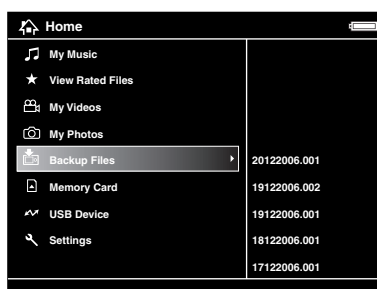 Home
My Music
View Rated Files
My Videos
My Photos
Backup Files
Memory Card
USB Device
Settings
20122006.001
19122006.002
19122006.001
18122006.001
17122006.001